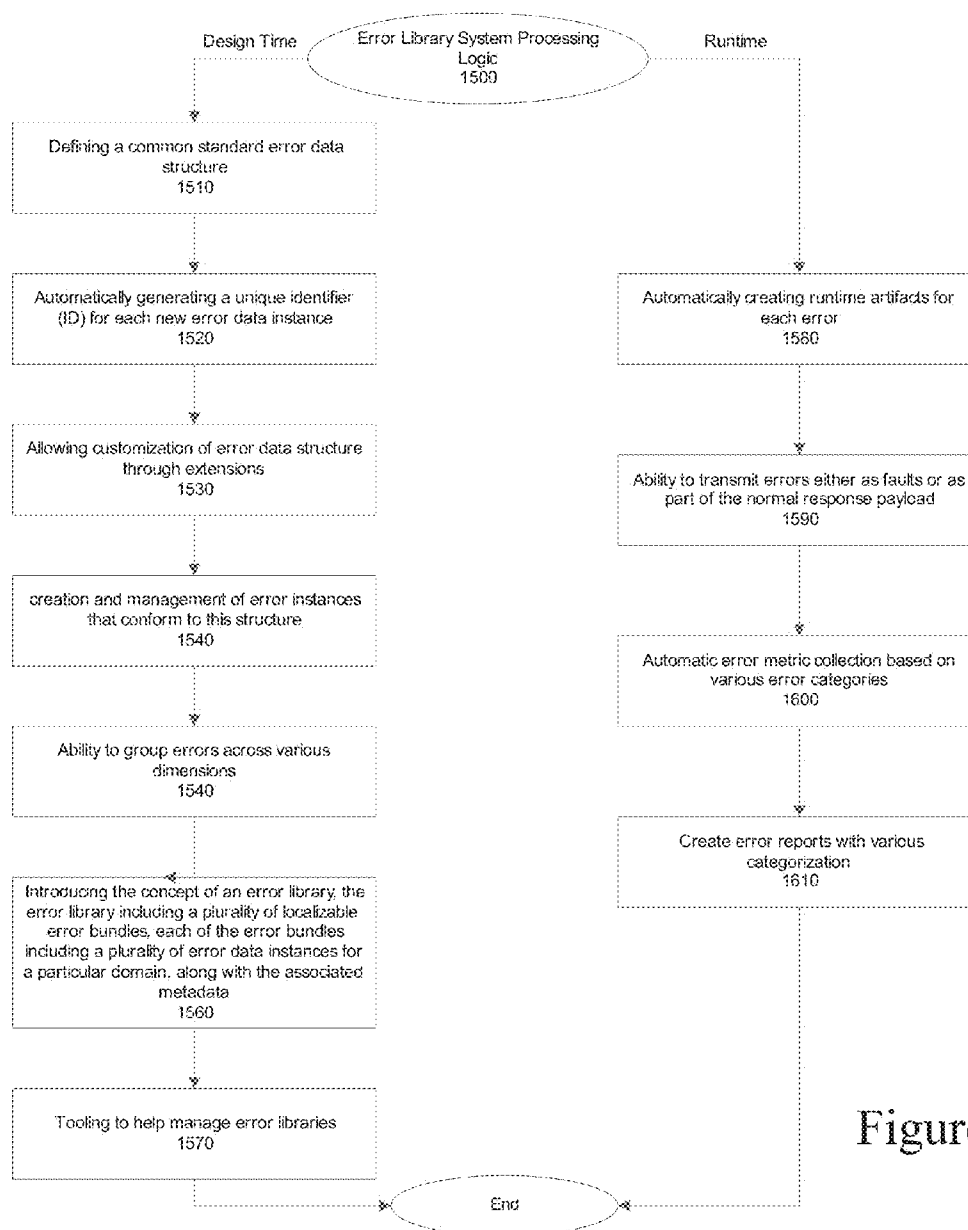 Design Time
Error Library System Processing
Logic
1500
Runtime
Defining a common standard error data
structure
1510
Automatically generating a unique identifier
(ID) for each new error data instance
1520
Allowing customization of error data structure
through extensions
1530
creation and management of error instances
that conform to this structure
1540
Ability to group errors across various
dimensions
1540
Introducing the concept of an error library, the
error library including a plurality of localizable
error bundles, each of the error bundles
including a plurality of error data instances for
a particular domain, along with the associated
metadata
1560
Tooling to help manage error libraries
1570
Automatically creating runtime artifacts for
each error
1580
Ability to transmit errors either as faults or as
part of the normal response payload
1590
Automatic error metric collection based on
various error categories
1600
Create error reports with various
categorization
1610
End
Figure